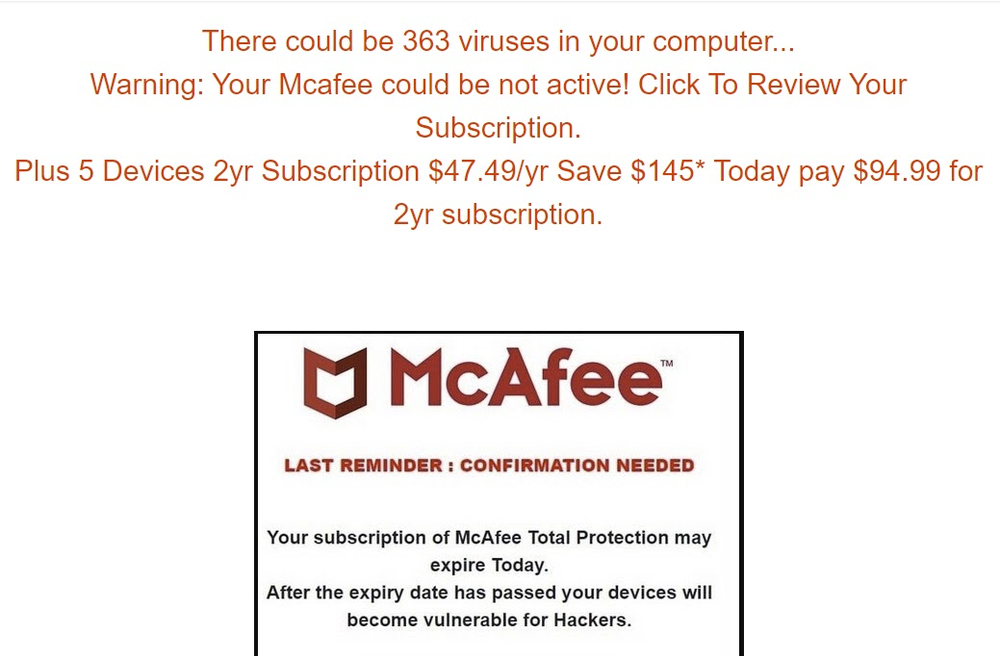 There could be 363 viruses in your computer...
Warning: Your Mcafee could be not active! Click To Review Your
Subscription.
Plus 5 Devices 2yr Subscription $47.49/yr Save $145* Today pay $94.99 for
2yr subscription.
McAfee™
LAST REMINDER : CONFIRMATION NEEDED
Your subscription of McAfee Total Protection may
expire Today.
After the expiry date has passed your devices will
become vulnerable for Hackers.